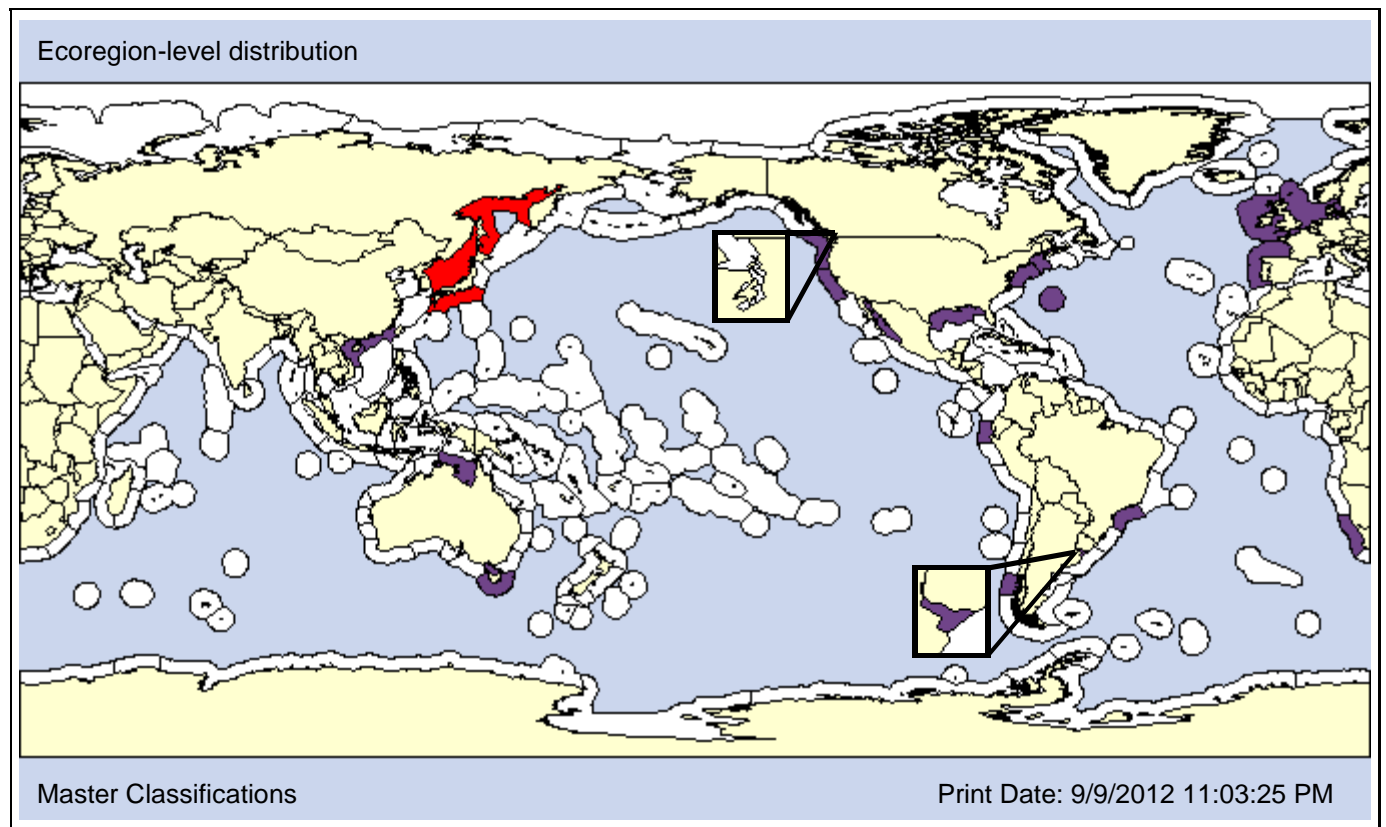 Ecoregion-level distribution
Master Classifications
Print Date: 9/9/2012 11:03:25 PM